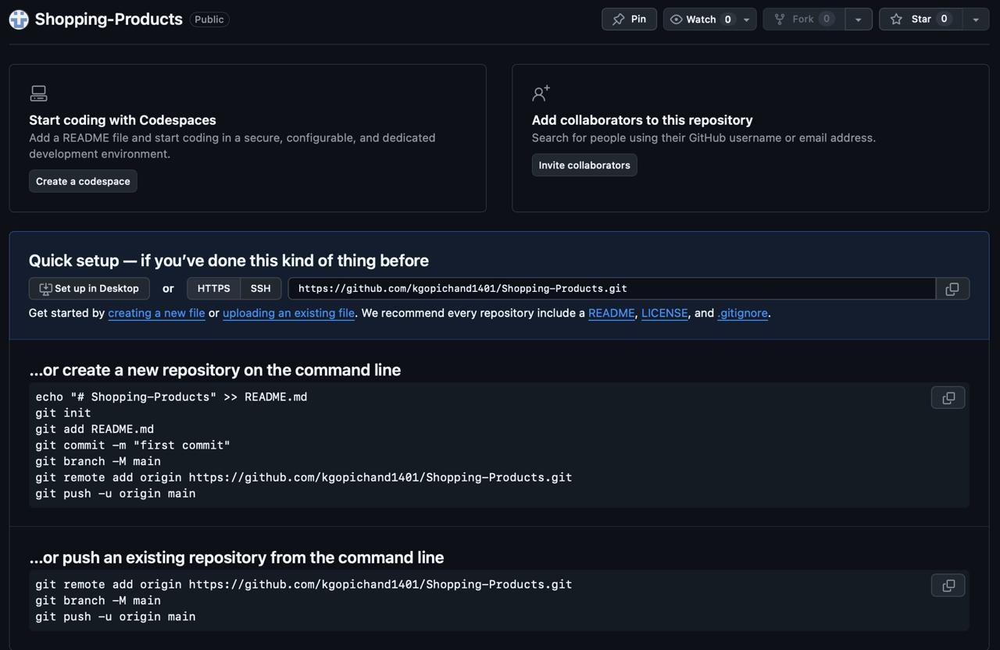 Shopping-Products Public Pin Watch 0 Fork 0 Star 0
Start coding with Codespaces
Add a README file and start coding in a secure, configurable, and dedicated
development environment.
Create a codespace
Add collaborators to this repository
Search for people using their GitHub username or email address.
Invite collaborators
Quick setup — if you’ve done this kind of thing before
Set up in Desktop or HTTPS SSH https://github.com/kgopichand1401/Shopping-Products.git
Get started by creating a new file or uploading an existing file. We recommend every repository include a README, LICENSE, and .gitignore.
…or create a new repository on the command line
echo "# Shopping-Products" >> README.md
git init
git add README.md
git commit -m "first commit"
git branch -M main
git remote add origin https://github.com/kgopichand1401/Shopping-Products.git
git push -u origin main
…or push an existing repository from the command line
git remote add origin https://github.com/kgopichand1401/Shopping-Products.git
git branch -M main
git push -u origin main